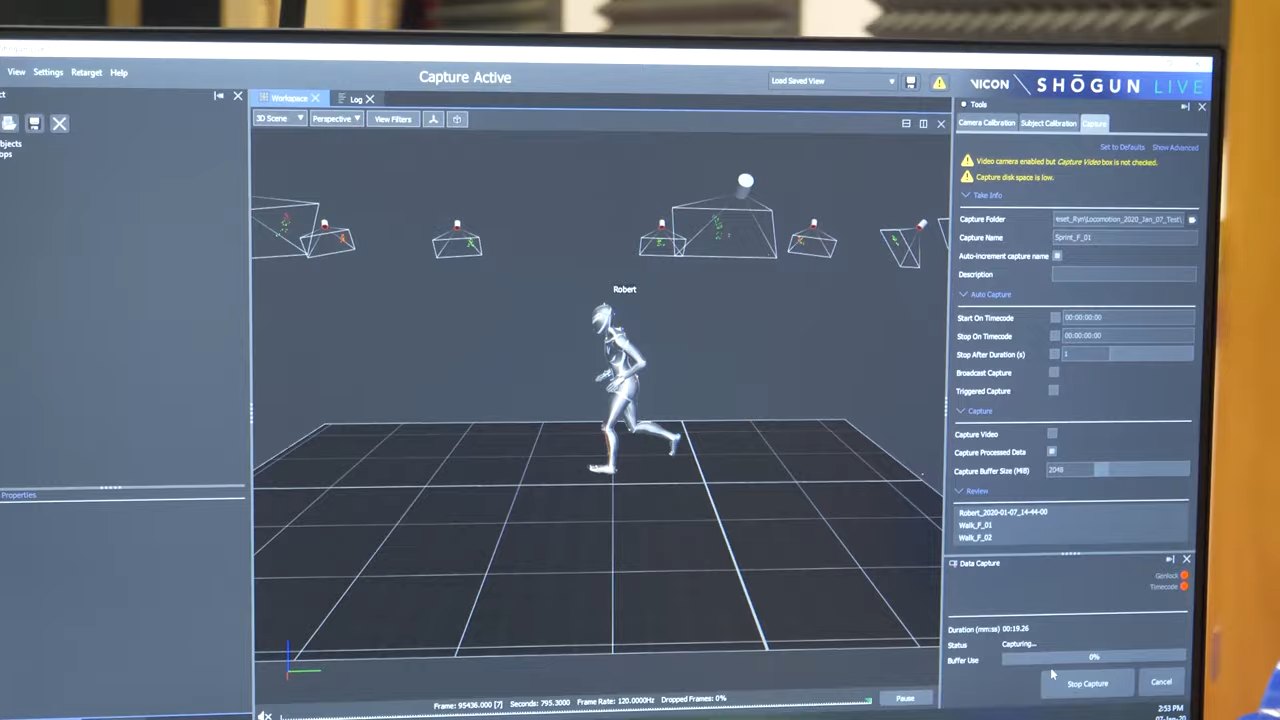 View Settings Retarget Help
Capture Active
Load Saved View
VICON SHŌGUN LIVE
Workspace
Log
Tools
3D Scene
Perspective
View Filters
Camera Calibration
Subject Calibration
Capture
Set to Defaults
Show Advanced
Video camera enabled but Capture Video box is not checked.
Capture disk space is low.
Take Info
Capture Folder eset_Ryn\Locomotion_2020_Jan_07_Test\
Capture Name Sprint_F_01
Auto-increment capture name
Description
Auto Capture
Start On Timecode 00:00:00:00
Stop On Timecode 00:00:00:00
Stop After Duration (s) 1
Broadcast Capture
Triggered Capture
Capture
Capture Video
Capture Processed Data
Capture Buffer Size (MiB) 2048
Review
Robert_2020-01-07_14-44-00
Walk_F_01
Walk_F_02
Data Capture
Genlock
Timecode
Duration (mm:ss) 00:19.26
Status Capturing...
Buffer Use 0%
Stop Capture
Cancel
Robert
Properties
Frame: 95436.000 [7] Seconds: 795.3000 Frame Rate: 120.0000Hz Dropped Frames: 0%
Pause
2:53 PM